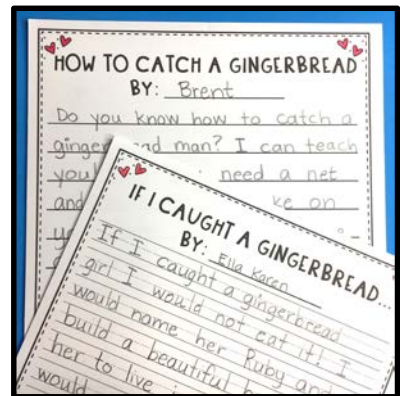 HOW TO CATCH A GINGERBREAD
BY: Brent
Do you know how to catch a
man? I can teach
you need a net
and ke on
IF I CAUGHT A GINGERBREAD...
BY: Ella Karen
If I caught a gingerbread
girl I would not eat it! I
would name her Ruby and
build a beautiful
her to live
would